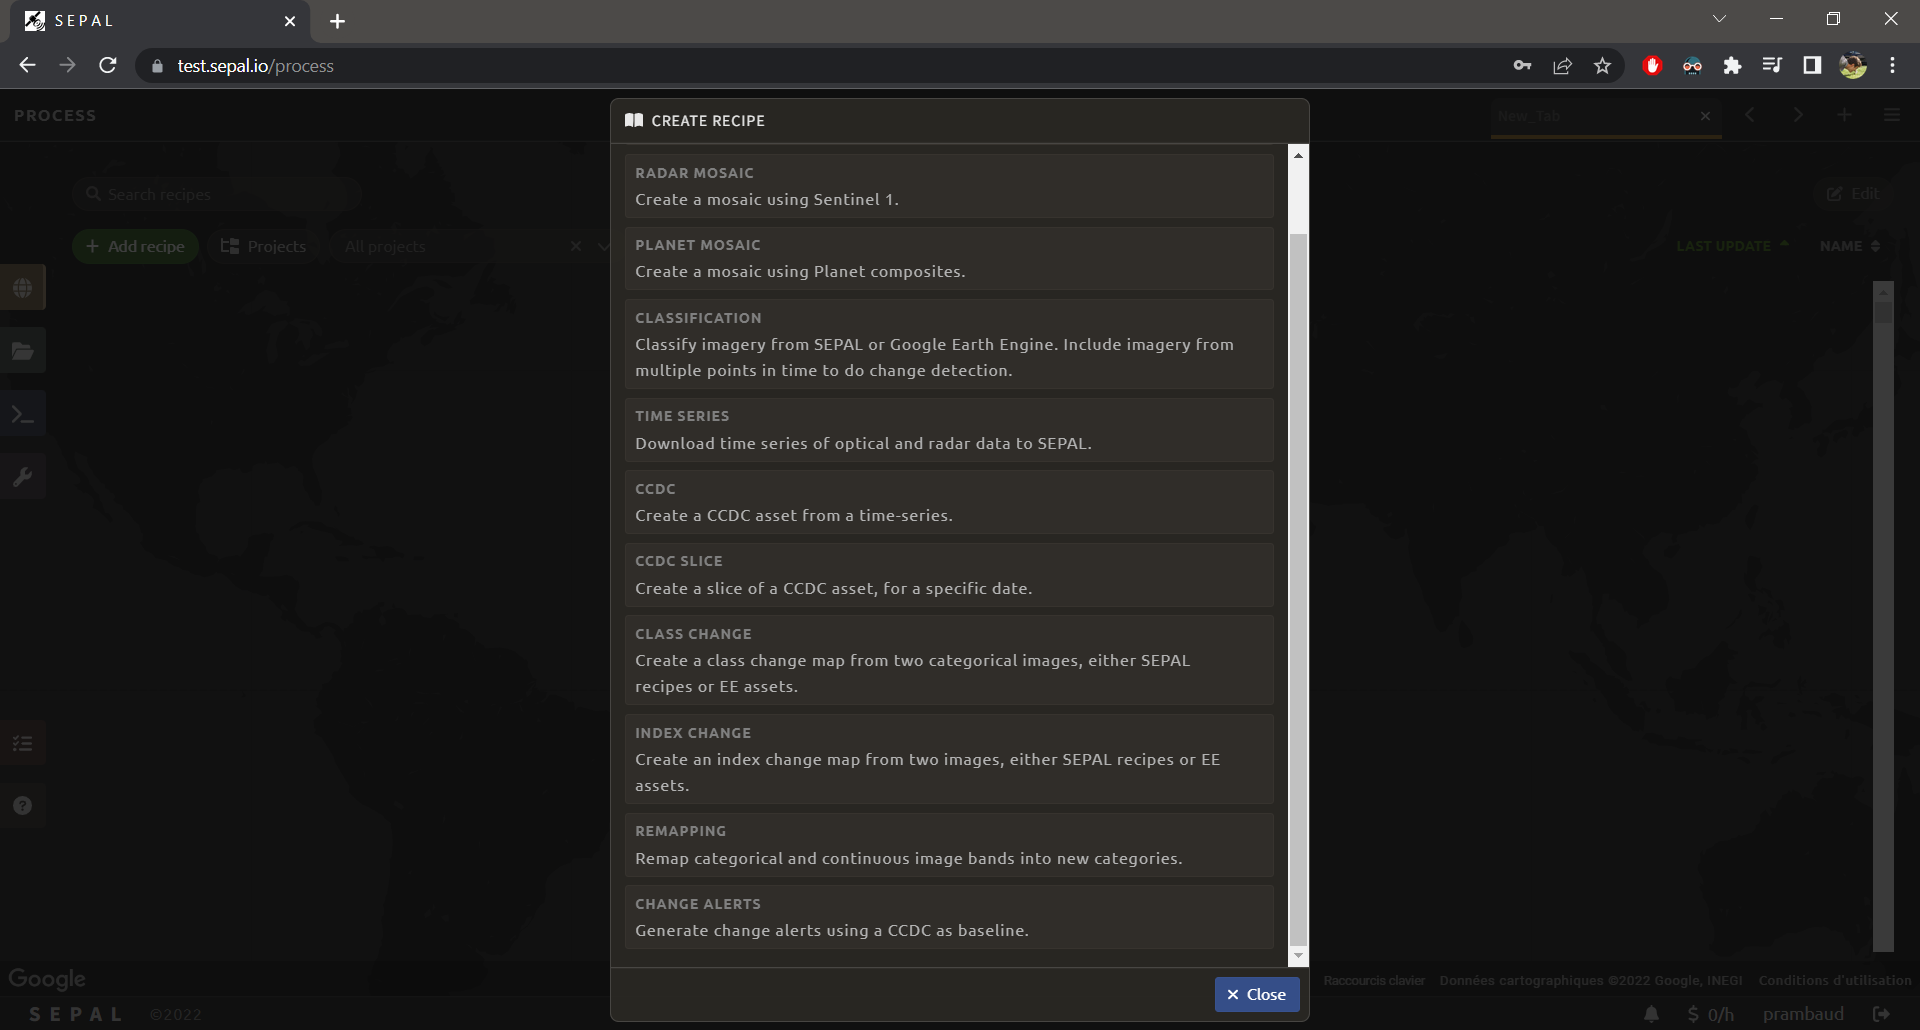 SEPAL
test.sepal.io/process
PROCESS
New_Tab
Search recipes
Edit
Add recipe
Projects
All projects
LAST UPDATE
NAME
CREATE RECIPE
RADAR MOSAIC
Create a mosaic using Sentinel 1.
PLANET MOSAIC
Create a mosaic using Planet composites.
CLASSIFICATION
Classify imagery from SEPAL or Google Earth Engine. Include imagery from
multiple points in time to do change detection.
TIME SERIES
Download time series of optical and radar data to SEPAL.
CCDC
Create a CCDC asset from a time-series.
CCDC SLICE
Create a slice of a CCDC asset, for a specific date.
CLASS CHANGE
Create a class change map from two categorical images, either SEPAL
recipes or EE assets.
INDEX CHANGE
Create an index change map from two images, either SEPAL recipes or EE
assets.
REMAPPING
Remap categorical and continuous image bands into new categories.
CHANGE ALERTS
Generate change alerts using a CCDC as baseline.
Close
Google
Raccourcis clavier
Données cartographiques ©2022 Google, INEGI
Conditions d'utilisation
SEPAL
©2022
$ 0/h
prambaud